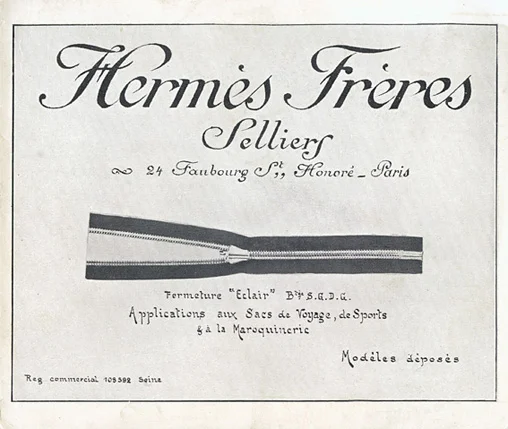 Hermès Frères
Selliers
24 Faubourg St, Honoré - Paris
Fermeture "Eclair" Bté S.G.D.G.
Applications aux Sacs de Voyage, de Sports
& à la Maroquinerie
Modèles déposés
Reg commercial 109392 Seine